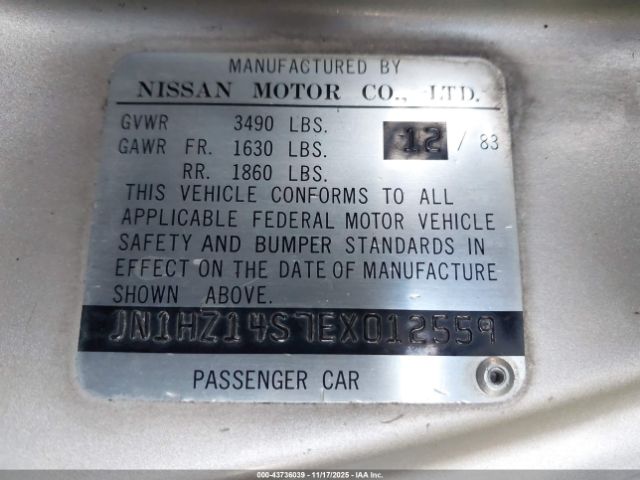 MANUFACTURED BY
NISSAN MOTOR CO., LTD.
GVWR 3490 LBS.
GAWR FR. 1630 LBS. 12 / 83
RR. 1860 LBS.
THIS VEHICLE CONFORMS TO ALL
APPLICABLE FEDERAL MOTOR VEHICLE
SAFETY AND BUMPER STANDARDS IN
EFFECT ON THE DATE OF MANUFACTURE
SHOWN ABOVE.
JN1HZ14S7EX012559
PASSENGER CAR
000-43736039 - 11/17/2025 - IAA Inc.